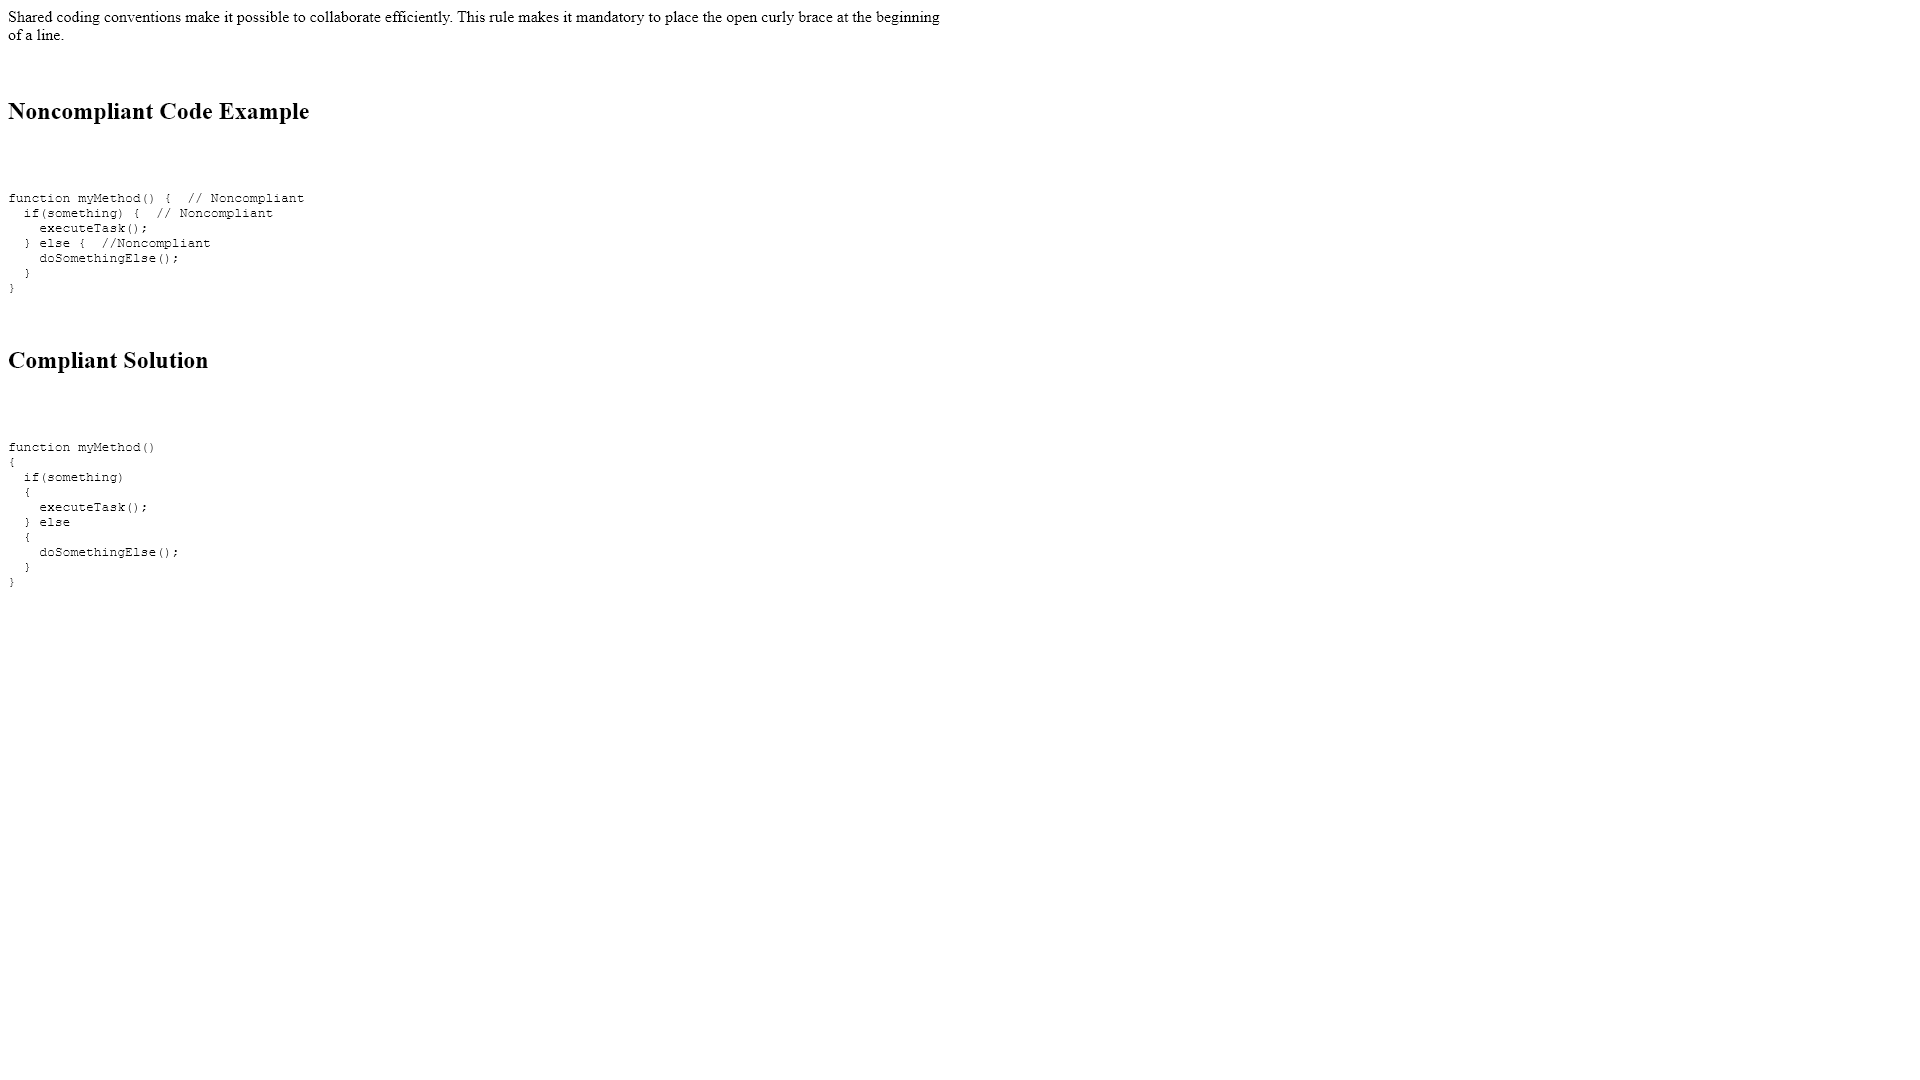 Shared coding conventions make it possible to collaborate efficiently. This rule makes it mandatory to place the open curly brace at the beginning
of a line.
Noncompliant Code Example
function myMethod() {  // Noncompliant
  if(something) {  // Noncompliant
    executeTask();
  } else {  //Noncompliant
    doSomethingElse();
  }
}
Compliant Solution
function myMethod()
{
  if(something)
  {
    executeTask();
  } else
  {
    doSomethingElse();
  }
}